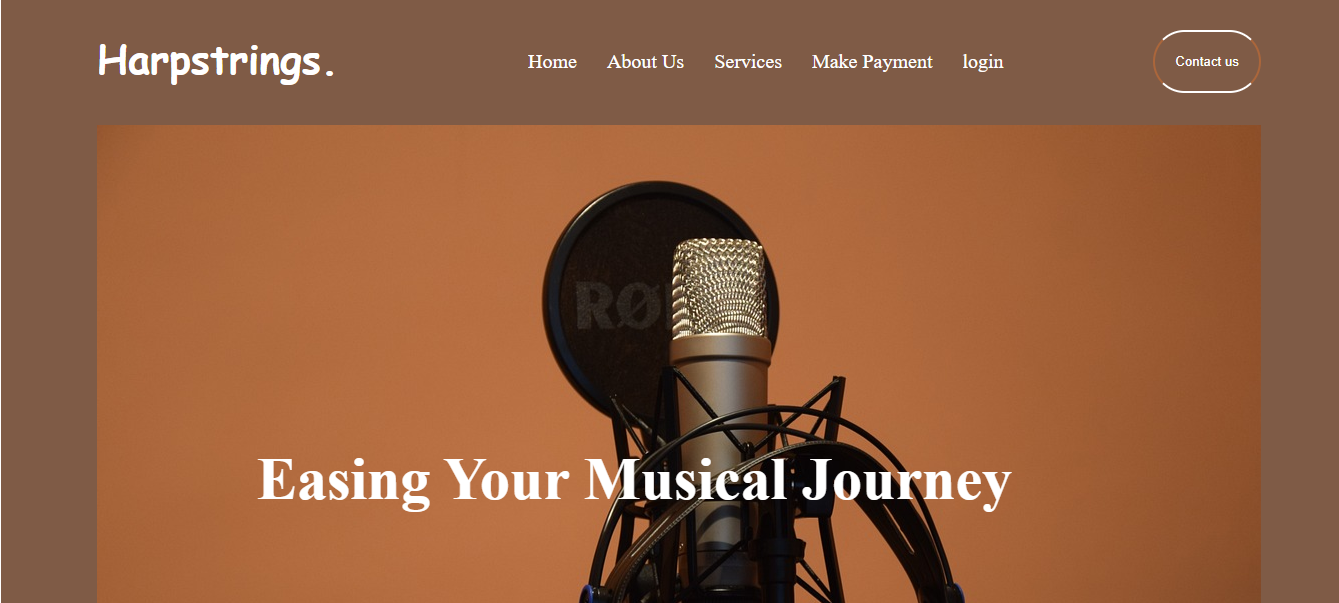 Harpstrings.
Home About Us Services Make Payment login
Contact us
RØ
Easing Your Musical Journey